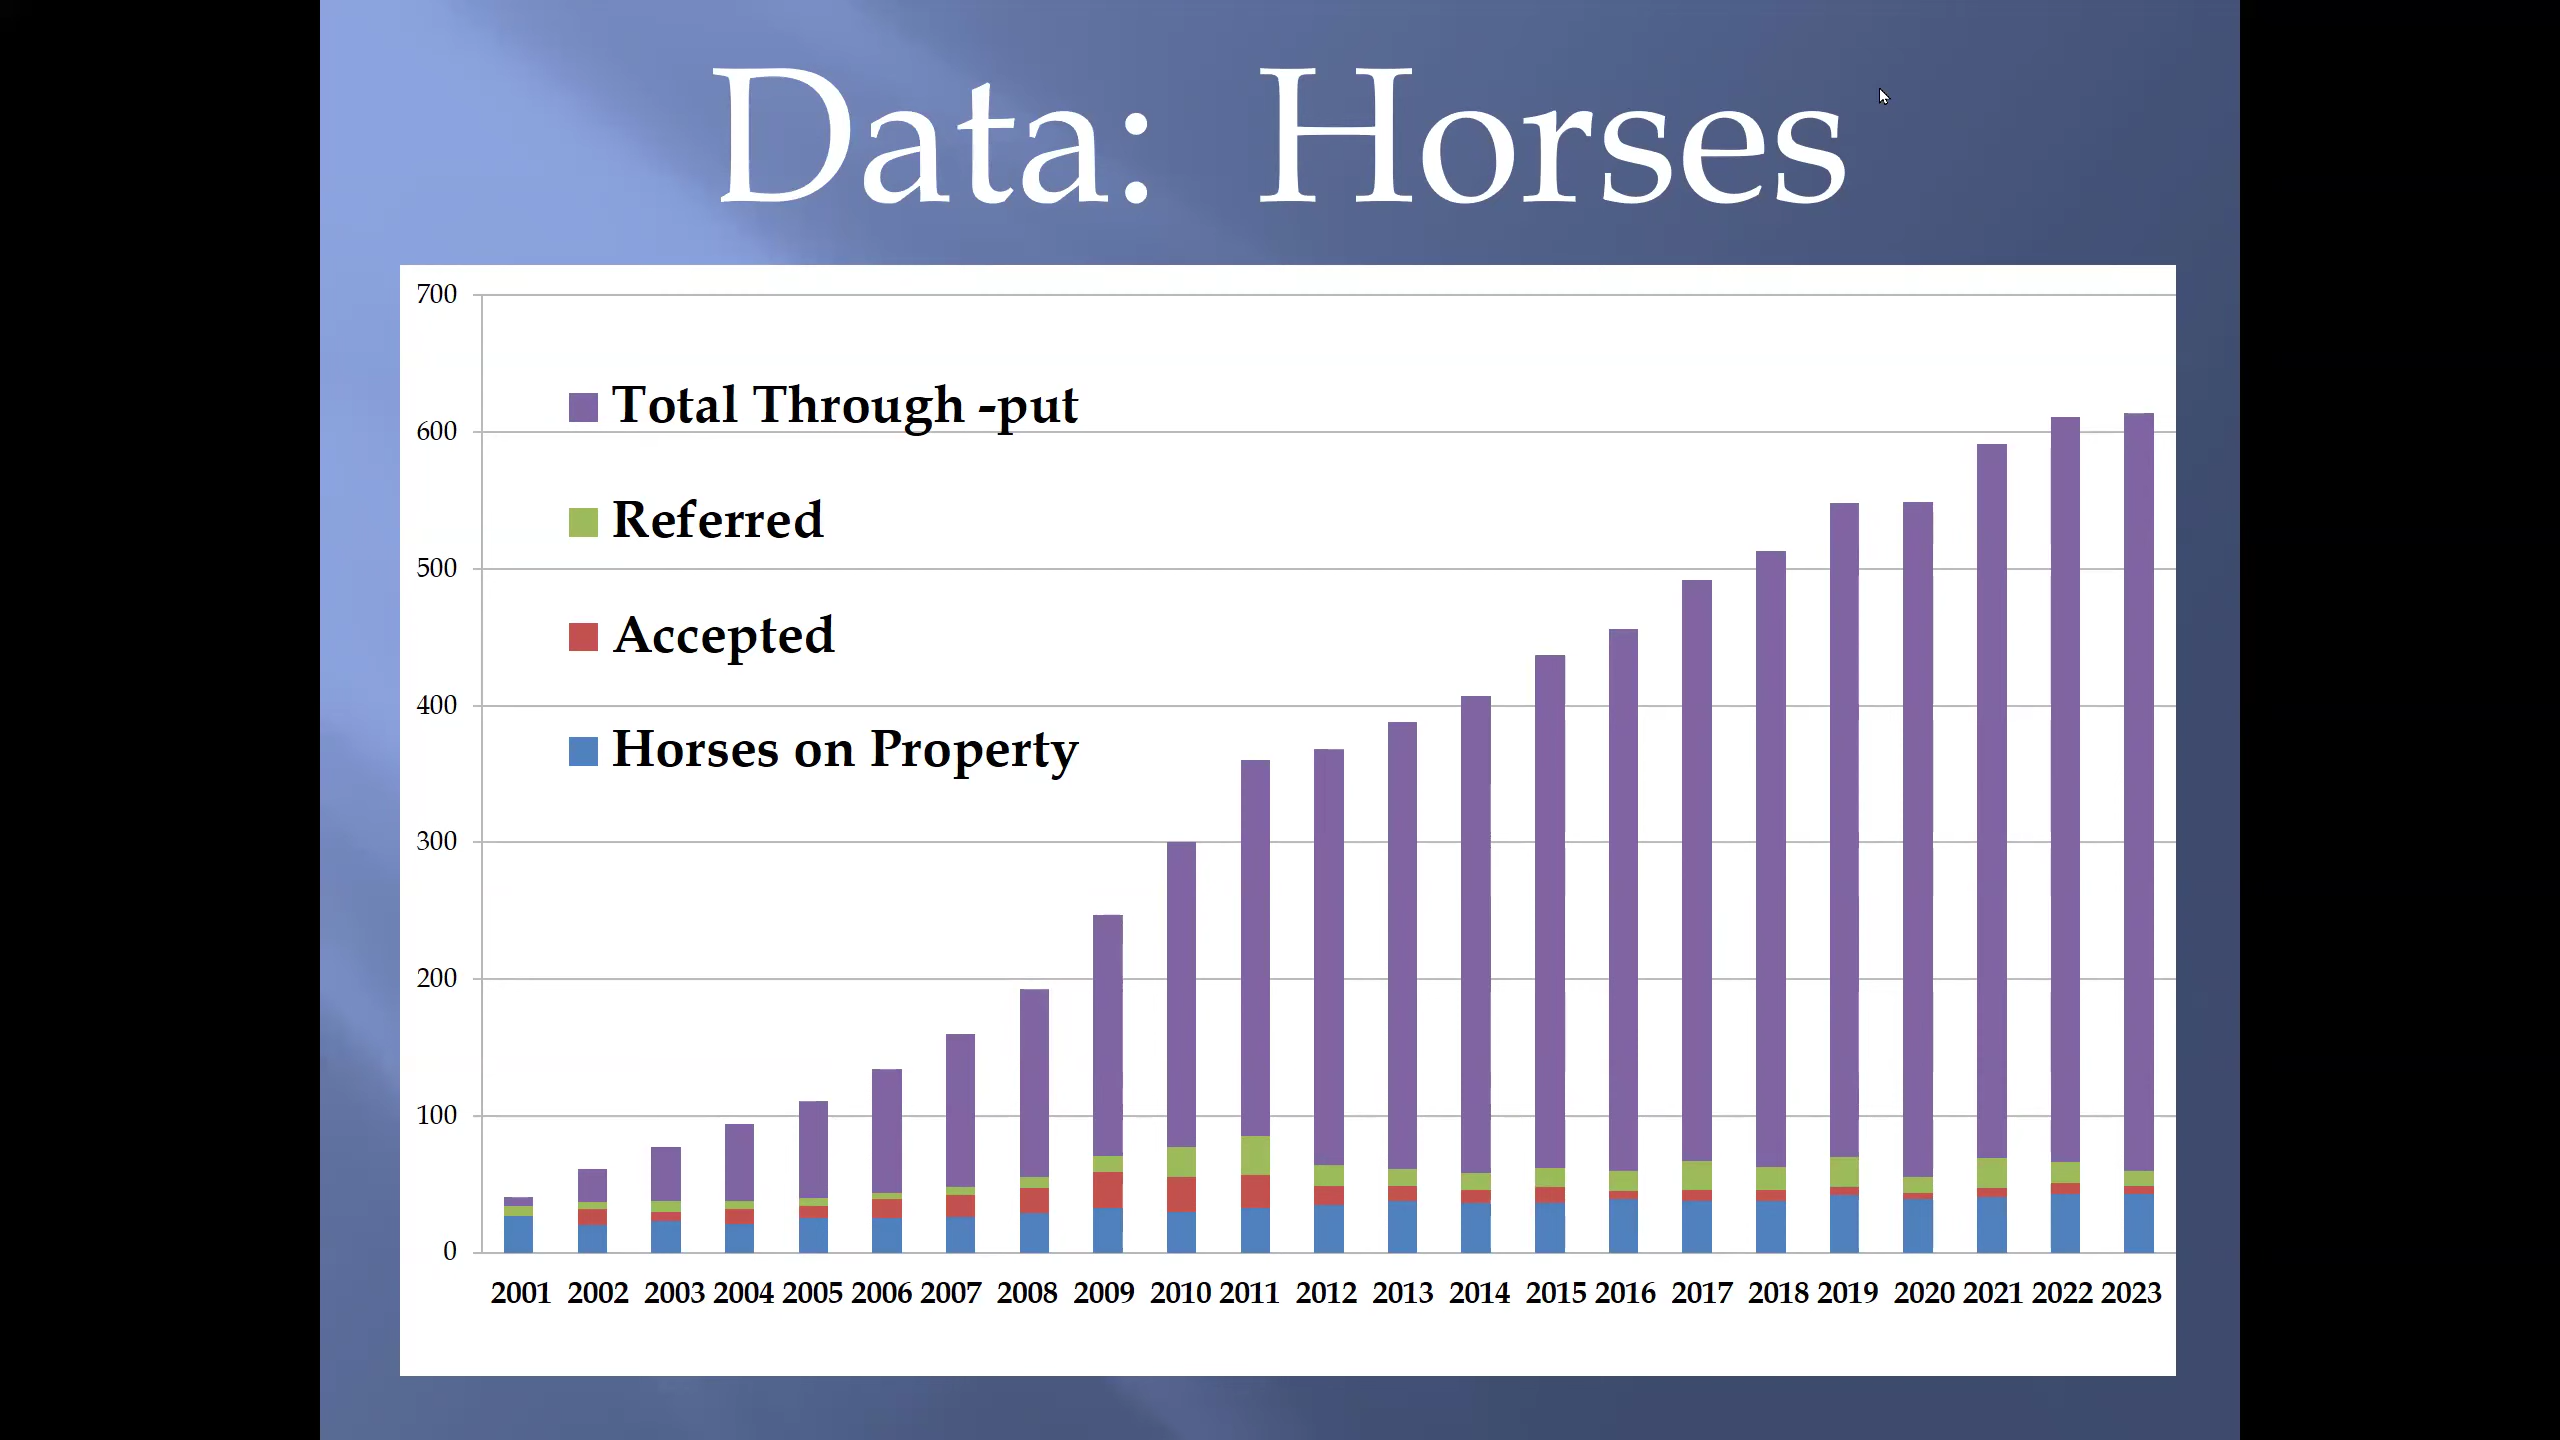 Data: Horses
700
Total Through -put
600
Referred
500
Accepted
400
Horses on Property
300
200
100
0
2001 2002 2003 2004 2005 2006 2007 2008 2009 2010 2011 2012 2013 2014 2015 2016 2017 2018 2019 2020 2021 2022 2023